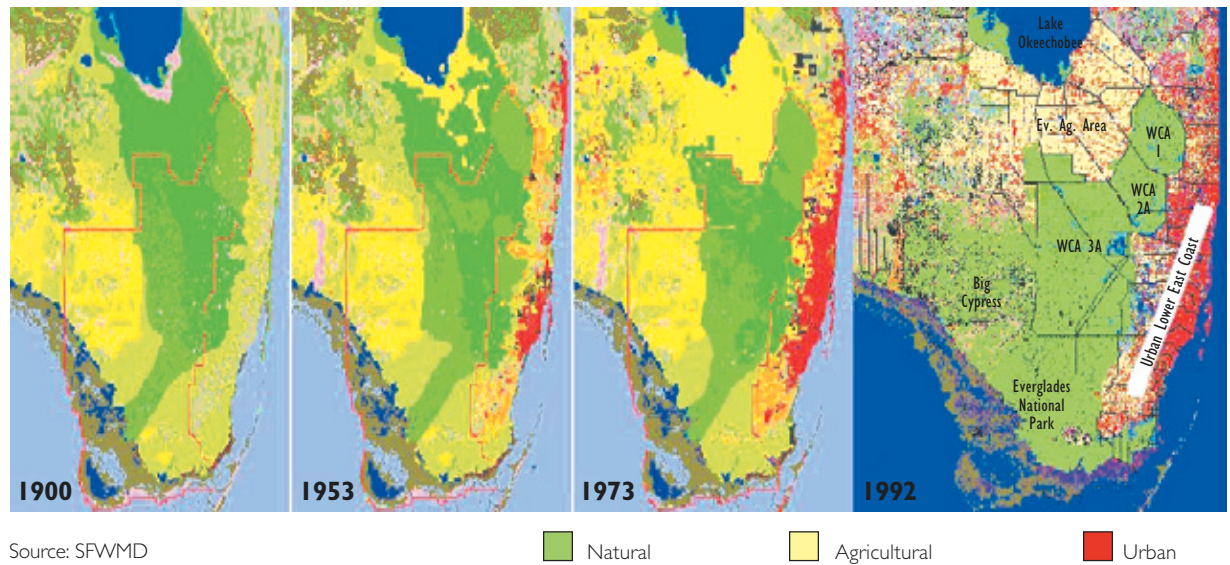 Lake
Okeechobee
Ev. Ag. Area
WCA
1
WCA
2A
WCA 3A
Big
Cypress
Urban Lower East Coast
Everglades
National
Park
1900
1953
1973
1992
Source: SFWMD
Natural
Agricultural
Urban